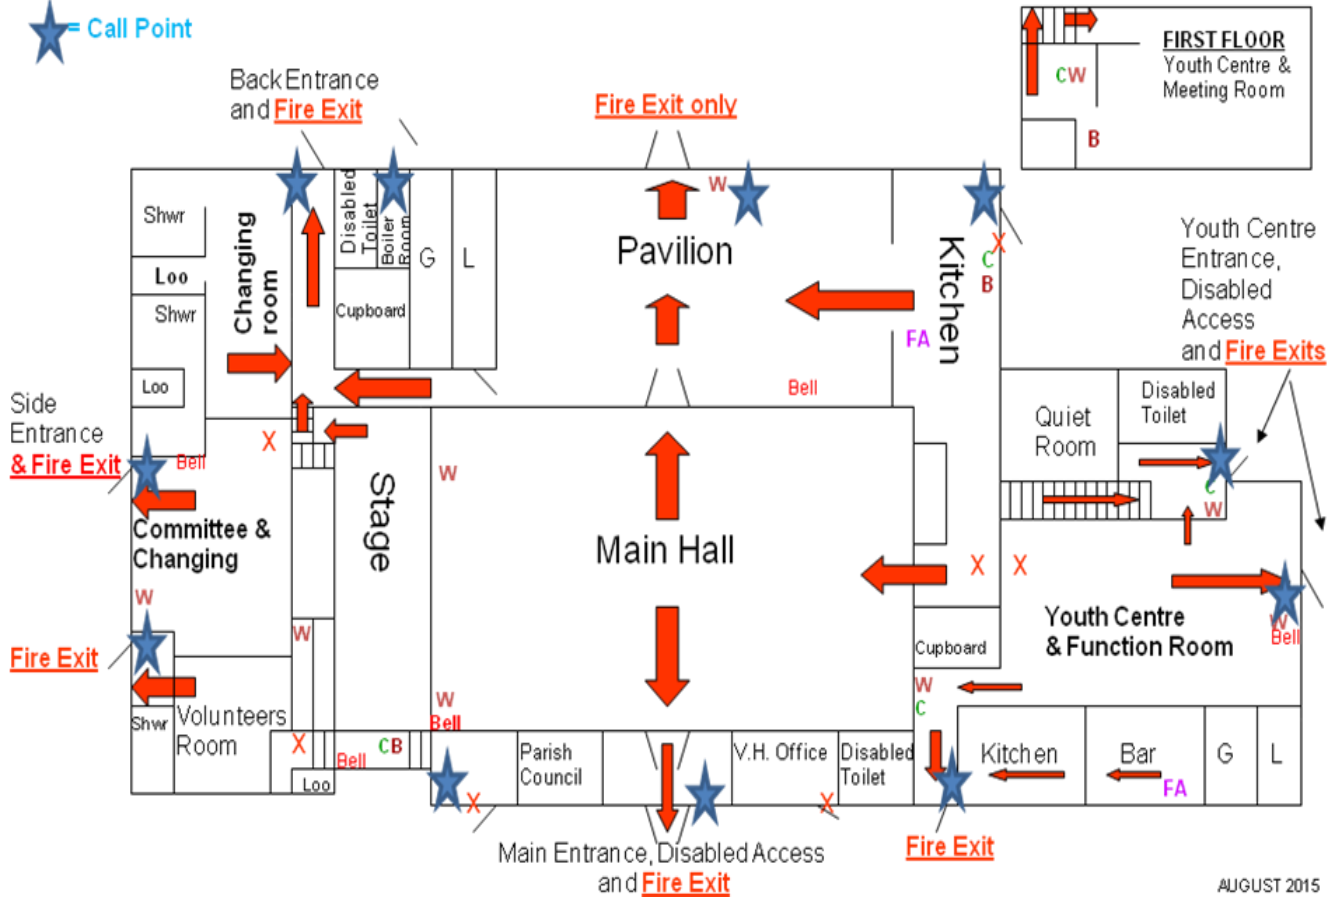 = Call Point
FIRST FLOOR
Youth Centre &
Meeting Room
C W
B
Back Entrance
and Fire Exit
Fire Exit only
Shwr
Loo
Shwr
Loo
Changing
room
Disabled
Toilet
Boiler
Room
G
L
Cupboard
W
Pavilion
Kitchen
X
C
B
FA
Bell
Youth Centre
Entrance,
Disabled
Access
and Fire Exits
Side
Entrance
& Fire Exit
Bell
X
Committee &
Changing
W
Stage
W
Main Hall
Quiet
Room
Disabled
Toilet
C
W
X
X
Youth Centre
& Function Room
W
Bell
Cupboard
W
C
Fire Exit
W
Shwr
Volunteers
Room
X
Loo
Bell
C B
W
Bell
X
Parish
Council
V.H. Office
X
Disabled
Toilet
Kitchen
Bar
FA
G
L
Main Entrance, Disabled Access
and Fire Exit
Fire Exit
AUGUST 2015